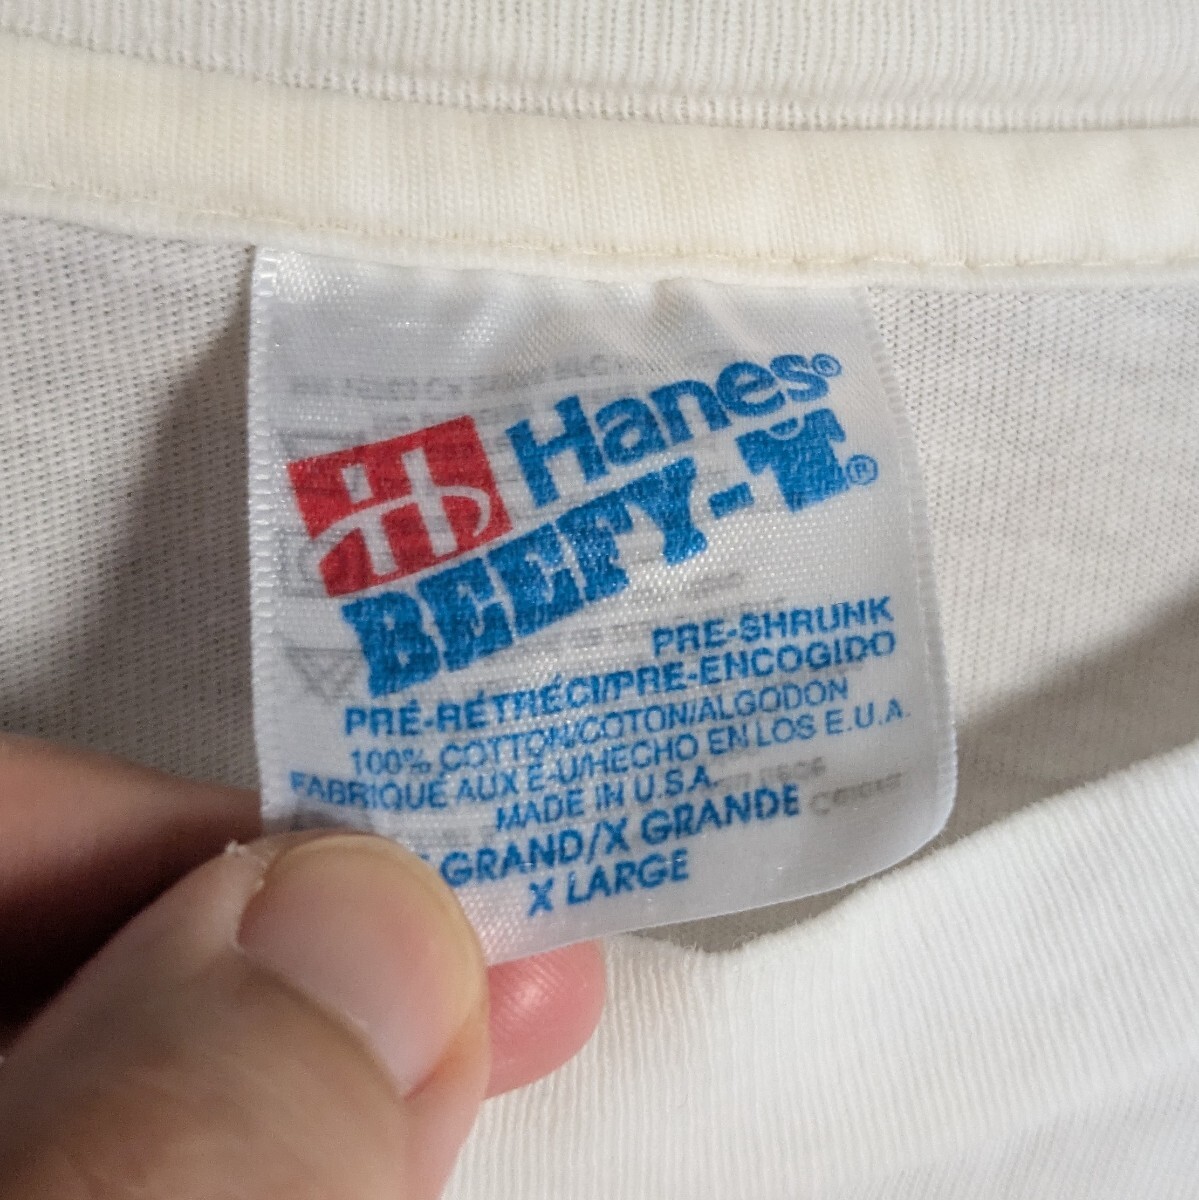 Hanes®
BEEFY-T®
PRE-SHRUNK
PRÉ-RÉTRÉCI/PRE-ENCOGIDO
100% COTTON/COTON/ALGODON
FABRIQUÉ AUX É-U/HECHO EN LOS E.U.A.
MADE IN U.S.A.
GRAND/X GRANDE
X LARGE